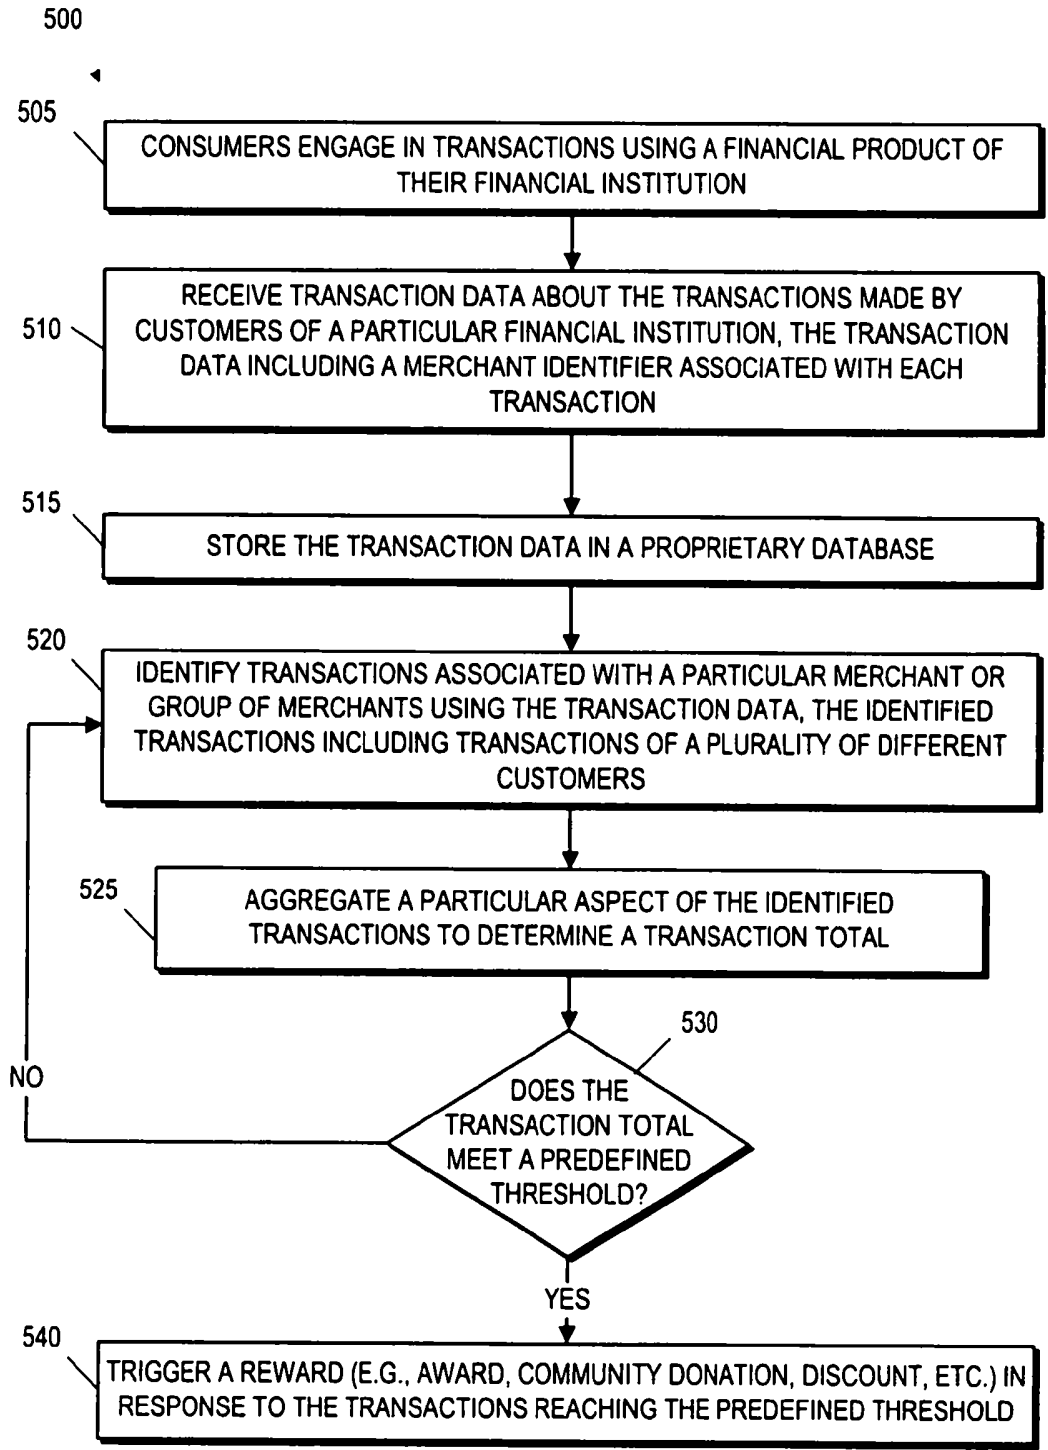 500
505
CONSUMERS ENGAGE IN TRANSACTIONS USING A FINANCIAL PRODUCT OF
THEIR FINANCIAL INSTITUTION
510
RECEIVE TRANSACTION DATA ABOUT THE TRANSACTIONS MADE BY
CUSTOMERS OF A PARTICULAR FINANCIAL INSTITUTION, THE TRANSACTION
DATA INCLUDING A MERCHANT IDENTIFIER ASSOCIATED WITH EACH
TRANSACTION
515
STORE THE TRANSACTION DATA IN A PROPRIETARY DATABASE
520
IDENTIFY TRANSACTIONS ASSOCIATED WITH A PARTICULAR MERCHANT OR
GROUP OF MERCHANTS USING THE TRANSACTION DATA, THE IDENTIFIED
TRANSACTIONS INCLUDING TRANSACTIONS OF A PLURALITY OF DIFFERENT
CUSTOMERS
525
AGGREGATE A PARTICULAR ASPECT OF THE IDENTIFIED
TRANSACTIONS TO DETERMINE A TRANSACTION TOTAL
530
DOES THE
TRANSACTION TOTAL
MEET A PREDEFINED
THRESHOLD?
NO
YES
540
TRIGGER A REWARD (E.G., AWARD, COMMUNITY DONATION, DISCOUNT, ETC.) IN
RESPONSE TO THE TRANSACTIONS REACHING THE PREDEFINED THRESHOLD